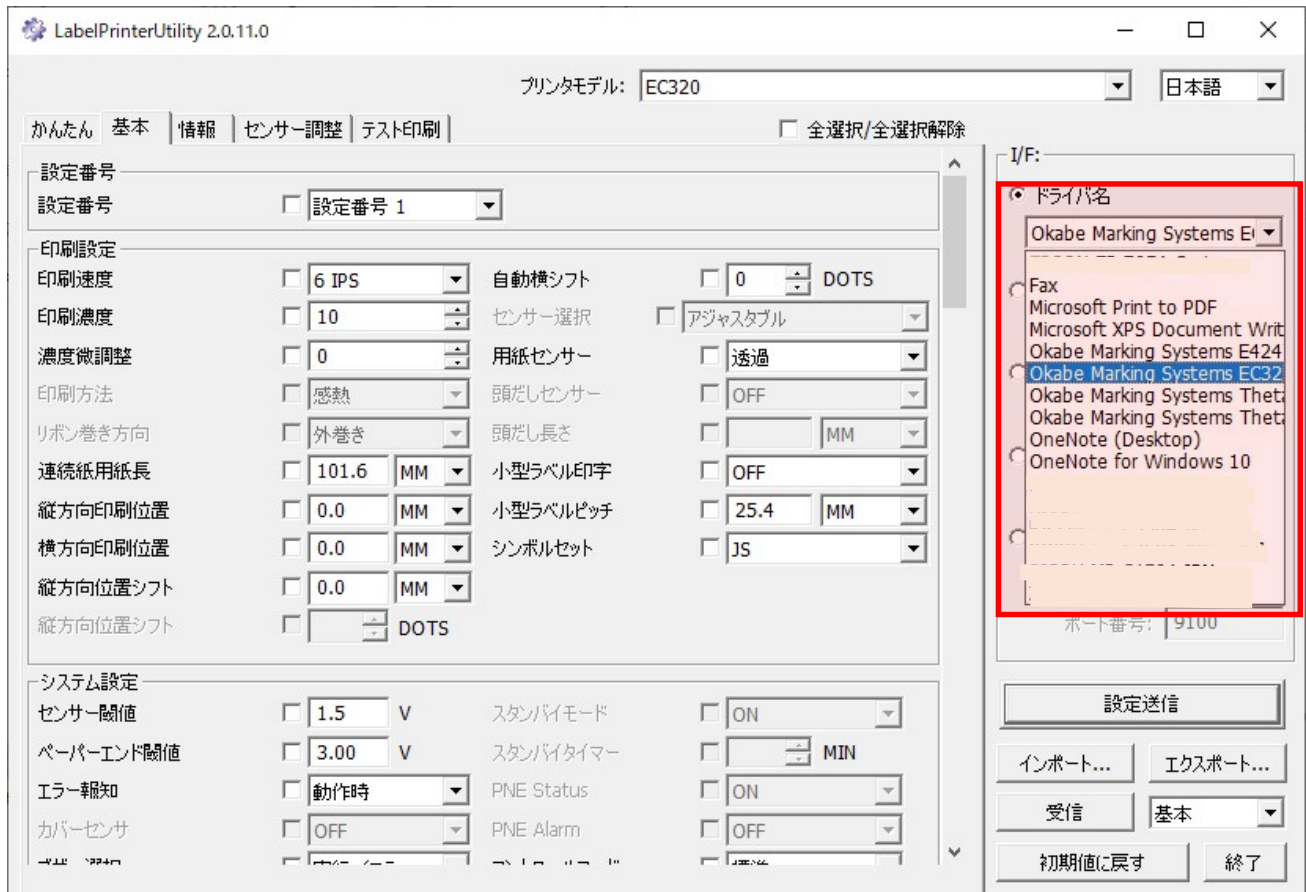 LabelPrinterUtility 2.0.11.0
プリンタモデル: EC320 日本語
かんたん 基本 情報 センサー調整 テスト印刷 全選択/全選択解除
設定番号
設定番号 設定番号 1
印刷設定
印刷速度 6 IPS 自動横シフト 0 DOTS
印刷濃度 10 センサー選択 アジャスタブル
濃度微調整 0 用紙センサー 透過
印刷方法 感熱 頭だしセンサー OFF
リボン巻き方向 外巻き 頭だし長さ MM
連続紙用紙長 101.6 MM 小型ラベル印字 OFF
縦方向印刷位置 0.0 MM 小型ラベルピッチ 25.4 MM
横方向印刷位置 0.0 MM シンボルセット JS
縦方向位置シフト 0.0 MM
縦方向位置シフト DOTS
システム設定
センサー閾値 1.5 V スタンバイモード ON
ペーパーエンド閾値 3.00 V スタンバイタイマー MIN
エラー報知 動作時 PNE Status ON
カバーセンサ OFF PNE Alarm OFF
I/F:
ドライバ名
Okabe Marking Systems E
Fax
Microsoft Print to PDF
Microsoft XPS Document Writ
Okabe Marking Systems E424
Okabe Marking Systems EC32
Okabe Marking Systems Theta
Okabe Marking Systems Theta
OneNote (Desktop)
OneNote for Windows 10
ポート番号: 9100
設定送信
インポート... エクスポート...
受信 基本
初期値に戻す 終了